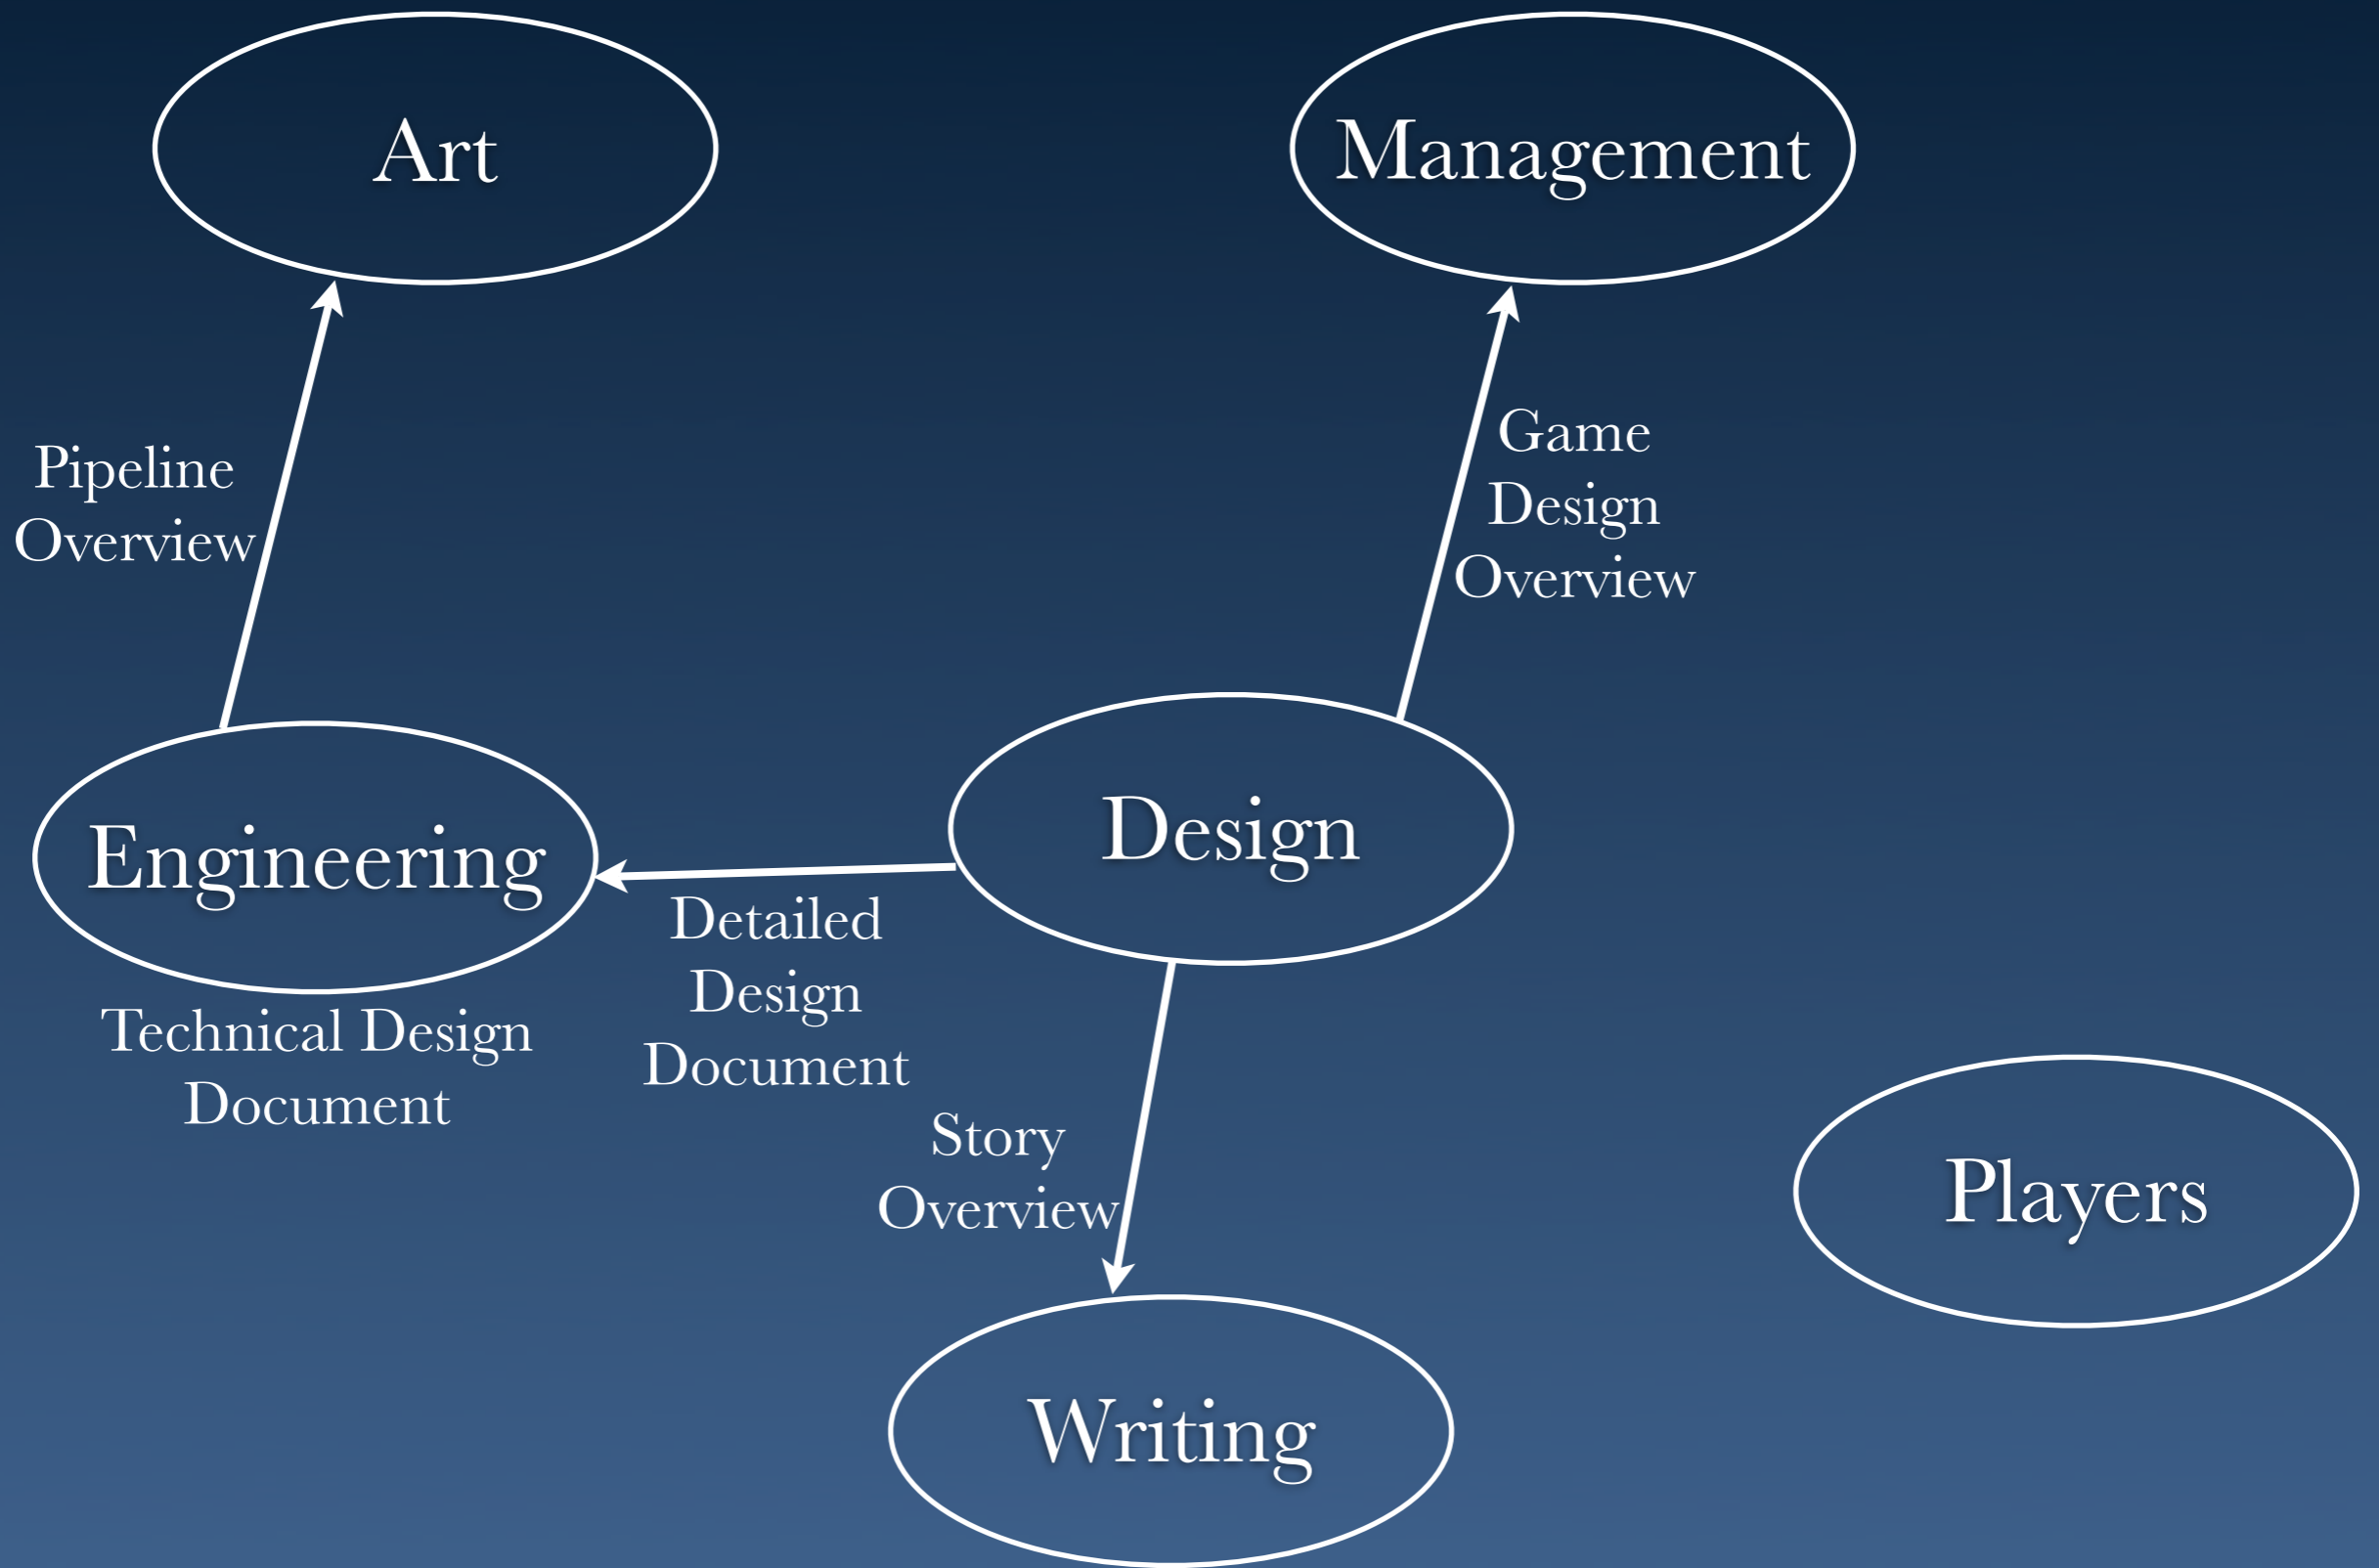 Art
Management
Pipeline
Overview
Game
Design
Overview
Engineering
Design
Technical Design
Document
Detailed
Design
Document
Story
Overview
Players
Writing